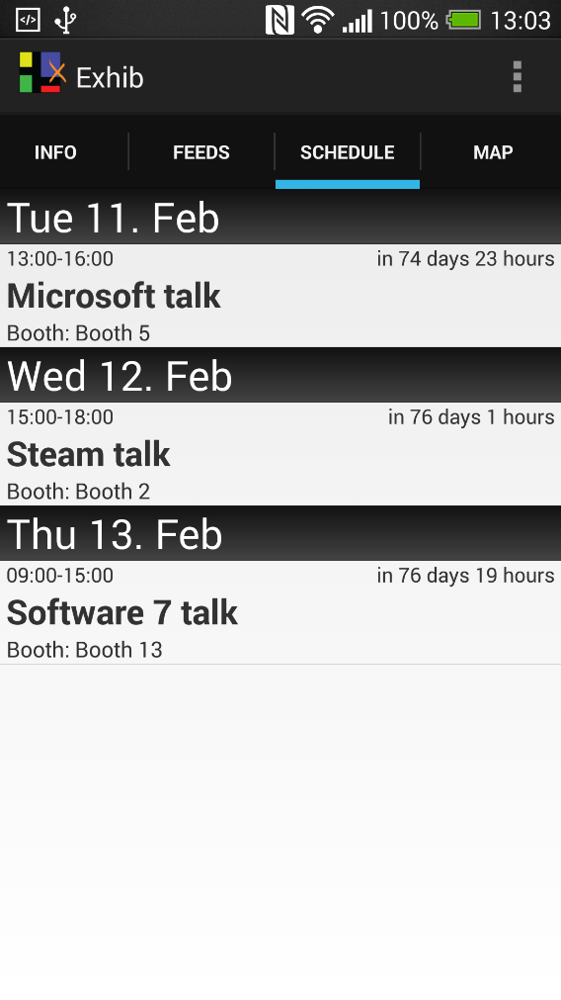 100% 13:03
Exhib
INFO FEEDS SCHEDULE MAP
Tue 11. Feb
13:00-16:00 in 74 days 23 hours
Microsoft talk
Booth: Booth 5
Wed 12. Feb
15:00-18:00 in 76 days 1 hours
Steam talk
Booth: Booth 2
Thu 13. Feb
09:00-15:00 in 76 days 19 hours
Software 7 talk
Booth: Booth 13